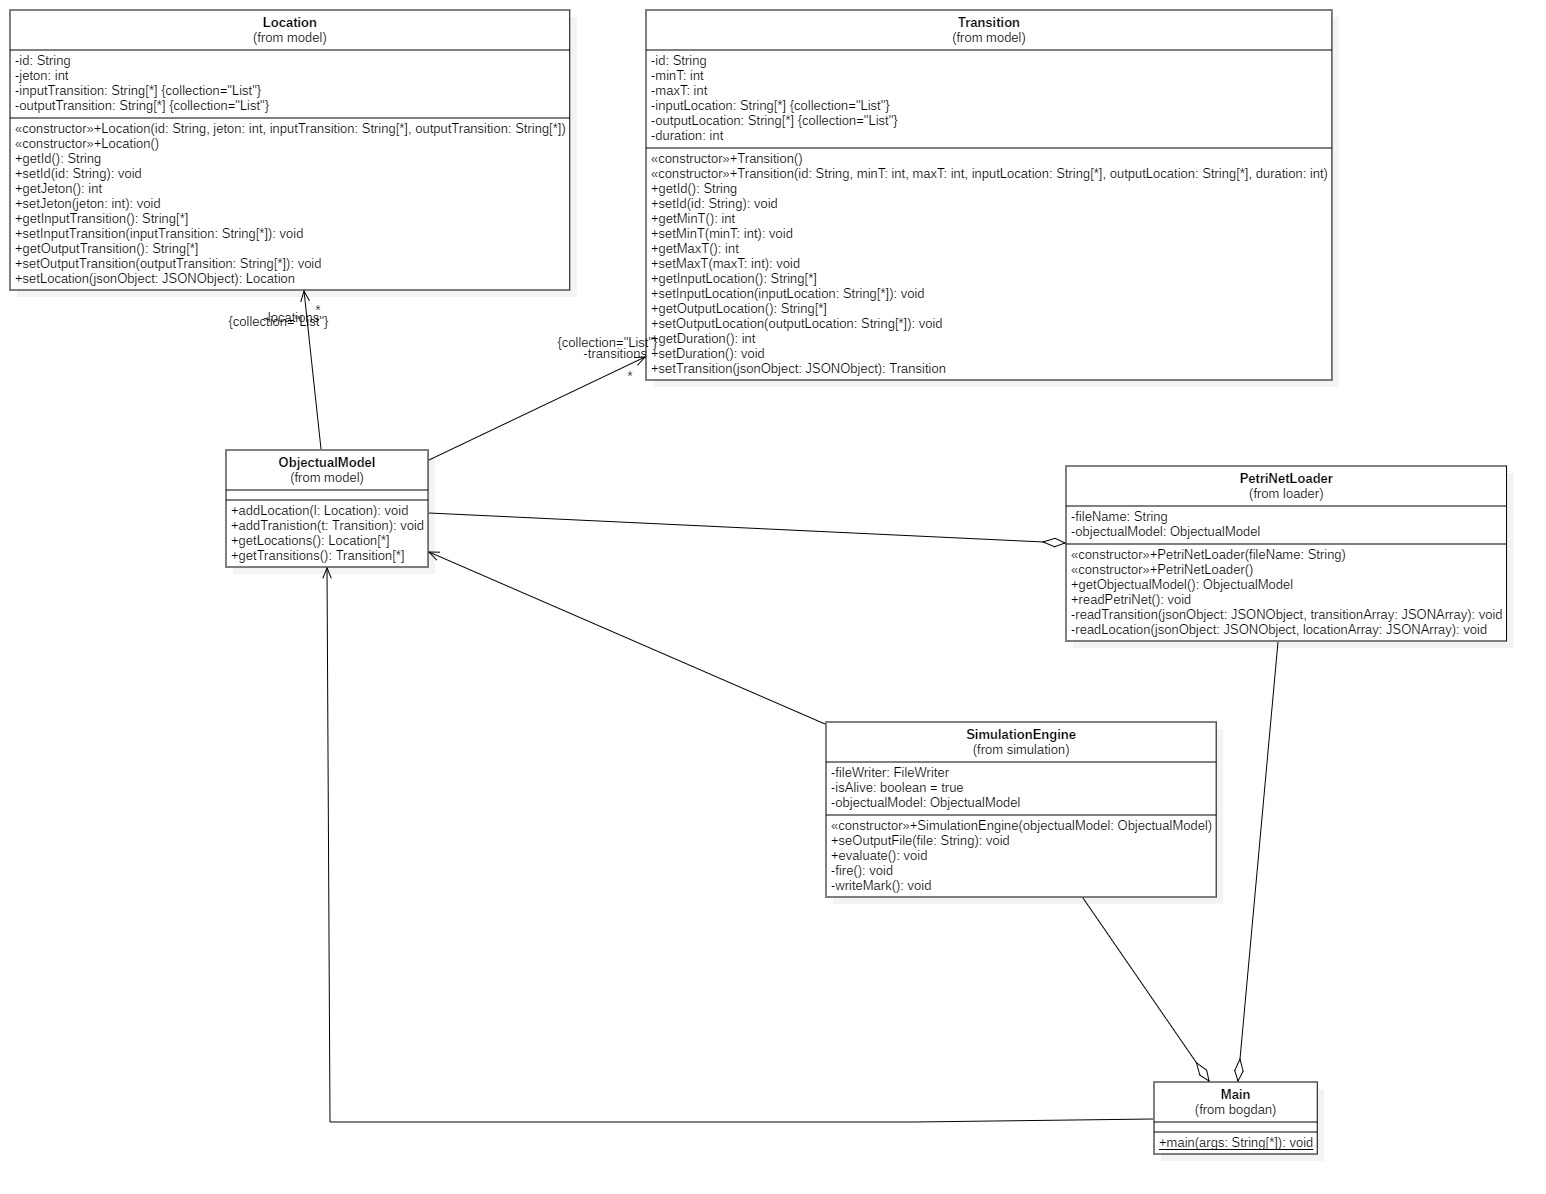 Location
(from model)
-id: String
-jeton: int
-inputTransition: String[*] {collection="List"}
-outputTransition: String[*] {collection="List"}
«constructor»+Location(id: String, jeton: int, inputTransition: String[*], outputTransition: String[*])
«constructor»+Location()
+getId(): String
+setId(id: String): void
+getJeton(): int
+setJeton(jeton: int): void
+getInputTransition(): String[*]
+setInputTransition(inputTransition: String[*]): void
+getOutputTransition(): String[*]
+setOutputTransition(outputTransition: String[*]): void
+setLocation(jsonObject: JSONObject): Location
Transition
(from model)
-id: String
-minT: int
-maxT: int
-inputLocation: String[*] {collection="List"}
-outputLocation: String[*] {collection="List"}
-duration: int
«constructor»+Transition()
«constructor»+Transition(id: String, minT: int, maxT: int, inputLocation: String[*], outputLocation: String[*], duration: int)
+getId(): String
+setId(id: String): void
+getMinT(): int
+setMinT(minT: int): void
+getMaxT(): int
+setMaxT(maxT: int): void
+getInputLocation(): String[*]
+setInputLocation(inputLocation: String[*]): void
+getOutputLocation(): String[*]
+setOutputLocation(outputLocation: String[*]): void
+getDuration(): int
+setDuration(): void
+setTransition(jsonObject: JSONObject): Transition
*
-locations
{collection="List"}
{collection="List"}
-transitions
*
ObjectualModel
(from model)
+addLocation(l: Location): void
+addTranistion(t: Transition): void
+getLocations(): Location[*]
+getTransitions(): Transition[*]
PetriNetLoader
(from loader)
-fileName: String
-objectualModel: ObjectualModel
«constructor»+PetriNetLoader(fileName: String)
«constructor»+PetriNetLoader()
+getObjectualModel(): ObjectualModel
+readPetriNet(): void
-readTransition(jsonObject: JSONObject, transitionArray: JSONArray): void
-readLocation(jsonObject: JSONObject, locationArray: JSONArray): void
SimulationEngine
(from simulation)
-fileWriter: FileWriter
-isAlive: boolean = true
-objectualModel: ObjectualModel
«constructor»+SimulationEngine(objectualModel: ObjectualModel)
+seOutputFile(file: String): void
+evaluate(): void
-fire(): void
-writeMark(): void
Main
(from bogdan)
+main(args: String[*]): void